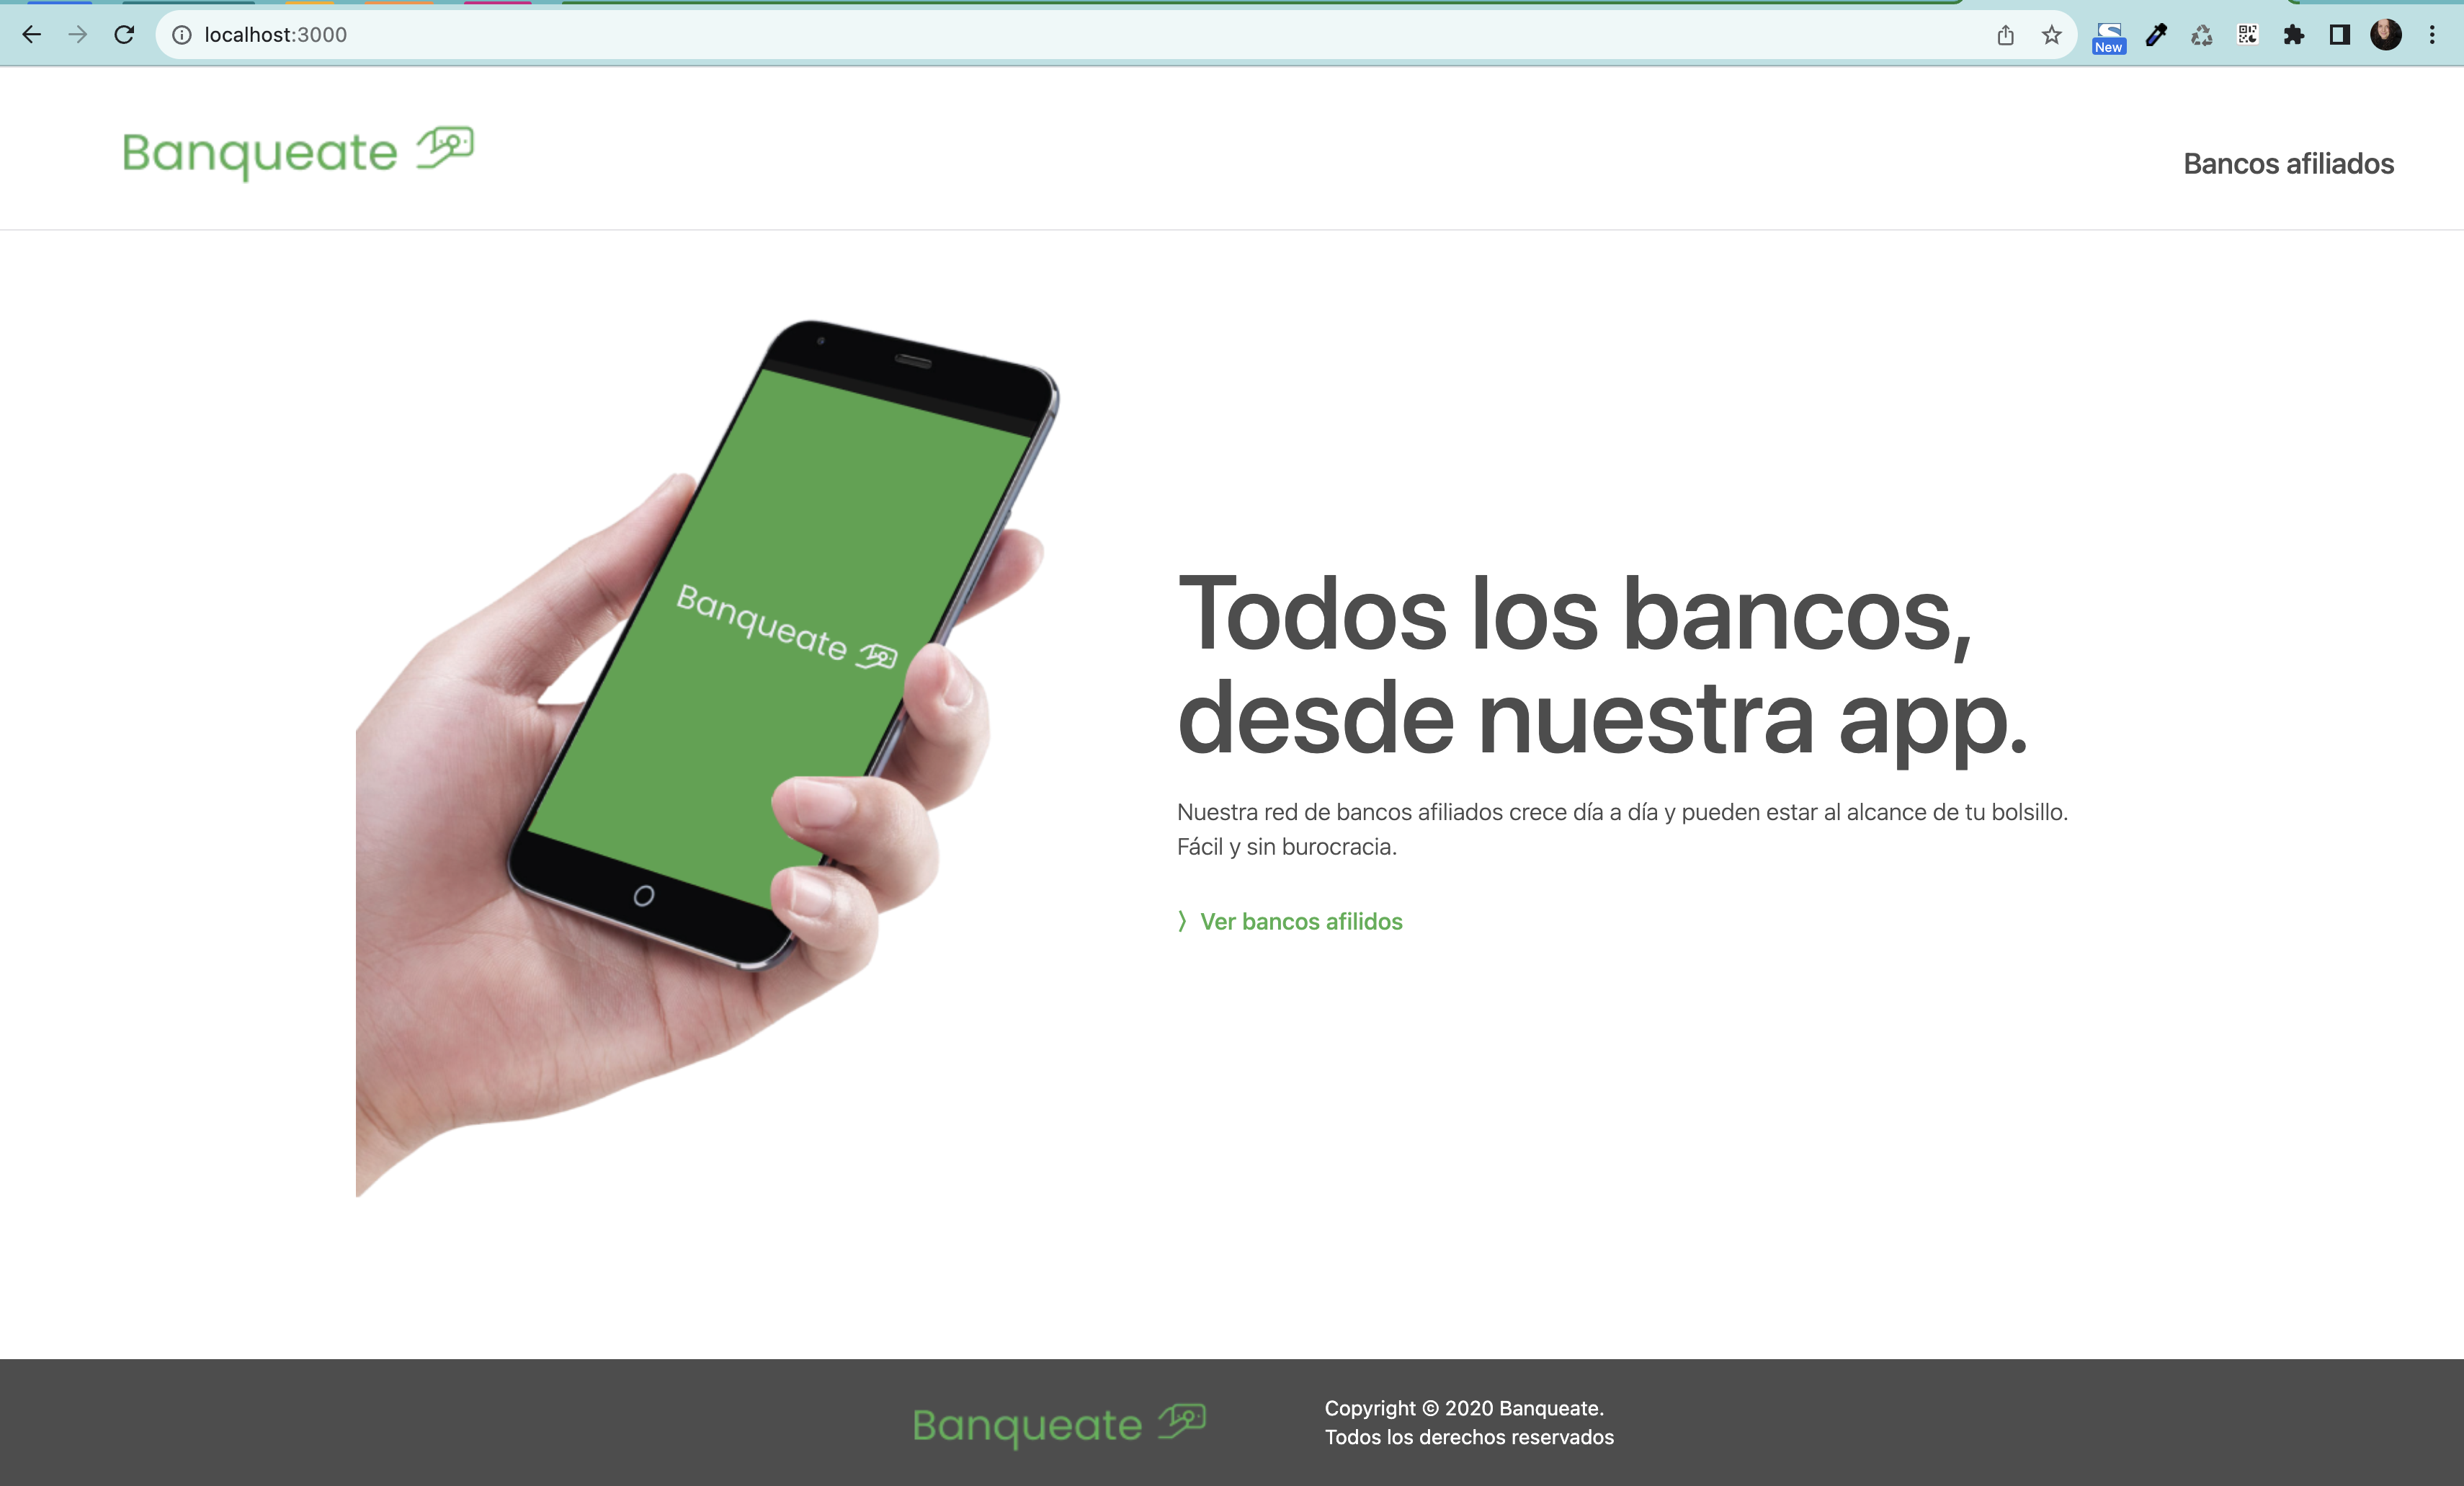 localhost:3000
New
Banqueate
Bancos afiliados
Banqueate
Todos los bancos,
desde nuestra app.
Nuestra red de bancos afiliados crece día a día y pueden estar al alcance de tu bolsillo.
Fácil y sin burocracia.
⟩ Ver bancos afilidos
Banqueate
Copyright © 2020 Banqueate.
Todos los derechos reservados